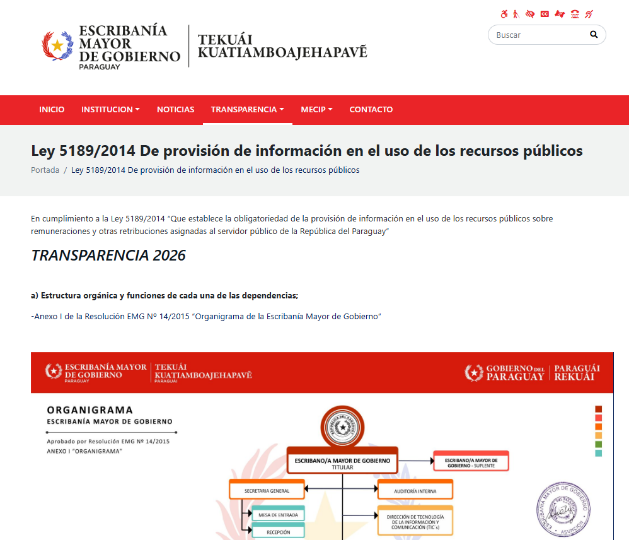 ESCRIBANÍA
MAYOR
DE GOBIERNO
PARAGUAY
TEKUÁI
KUATIAMBOAJEHAPAVẼ
Buscar
INICIO INSTITUCION NOTICIAS TRANSPARENCIA MECIP CONTACTO
Ley 5189/2014 De provisión de información en el uso de los recursos públicos
Portada / Ley 5189/2014 De provisión de información en el uso de los recursos públicos
En cumplimiento a la Ley 5189/2014 "Que establece la obligatoriedad de la provisión de información en el uso de los recursos públicos sobre
remuneraciones y otras retribuciones asignadas al servidor público de la República del Paraguay"
TRANSPARENCIA 2026
a) Estructura orgánica y funciones de cada una de las dependencias;
-Anexo I de la Resolución EMG Nº 14/2015 "Organigrama de la Escribanía Mayor de Gobierno"
ESCRIBANÍA MAYOR
DE GOBIERNO
PARAGUAY
TEKUÁI
KUATIAMBOAJEHAPAVẼ
PARAGUAI
GOBIERNO DEL
PARAGUAY
PARAGUÁI
REKUÁI
ORGANIGRAMA
ESCRIBANÍA MAYOR DE GOBIERNO
Aprobado por Resolución EMG Nº 14/2015
ANEXO I "ORGANIGRAMA"
ESCRIBANO/A MAYOR DE GOBIERNO
TITULAR
ESCRIBANO/A MAYOR DE
GOBIERNO - SUPLENTE
SECRETARIA GENERAL
AUDITORÍA INTERNA
MESA DE ENTRADA
RECEPCIÓN
DIRECCIÓN DE TECNOLOGÍA
DE LA INFORMACIÓN Y
COMUNICACIÓN (TIC´s)
ESCRIBANÍA MAYOR DE GOBIERNO